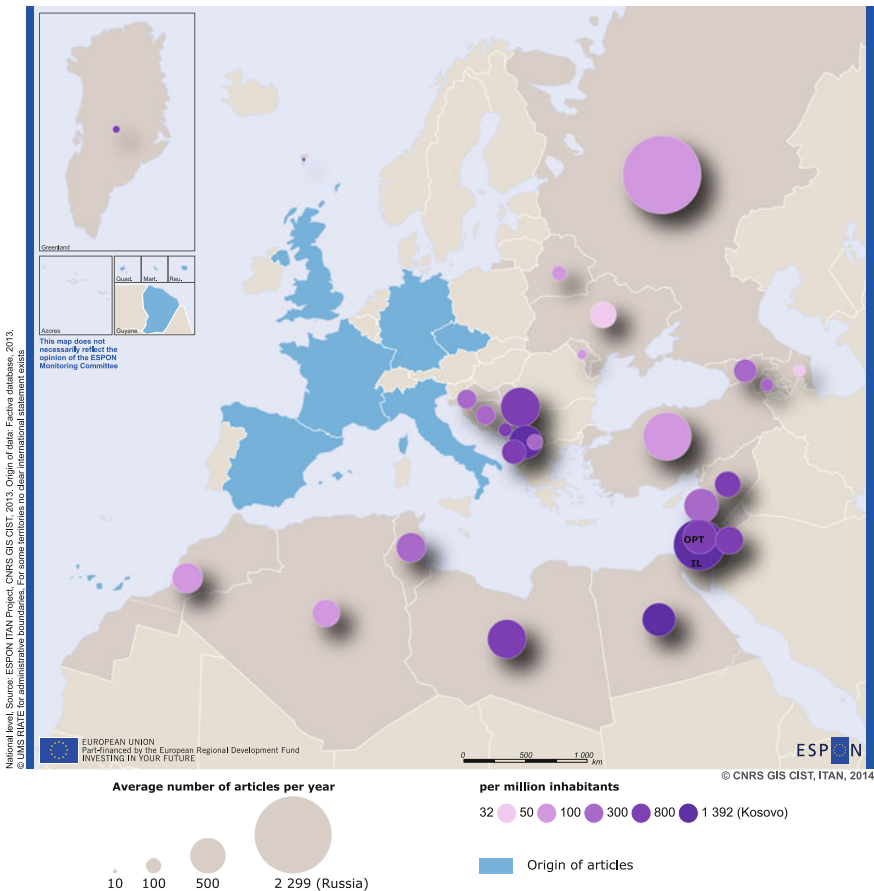 Greenland
Azores
Guad.
Mart.
Reu.
Guyane
This map does not
necessarily reflect the
opinion of the ESPON
Monitoring Committee
National level. Source: ESPON ITAN Project, CNRS GIS CIST, 2013. Origin of data: Factiva database, 2013.
© UMS RIATE for administrative boundaries. For some territories no clear international statement exists
OPT
IL
EUROPEAN UNION
Part-financed by the European Regional Development Fund
INVESTING IN YOUR FUTURE
0 500 1 000
km
ESPON
© CNRS GIS CIST, ITAN, 2014
Average number of articles per year
10 100 500 2 299 (Russia)
per million inhabitants
32 50 100 300 800 1 392 (Kosovo)
Origin of articles